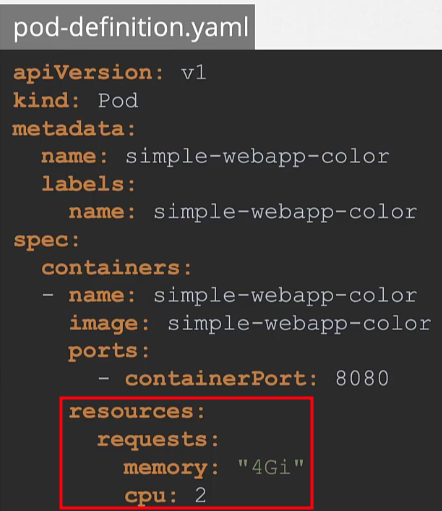 pod-definition.yaml
apiVersion: v1
kind: Pod
metadata:
  name: simple-webapp-color
  labels:
    name: simple-webapp-color
spec:
  containers:
  - name: simple-webapp-color
    image: simple-webapp-color
    ports:
      - containerPort: 8080
    resources:
      requests:
        memory: "4Gi"
        cpu: 2